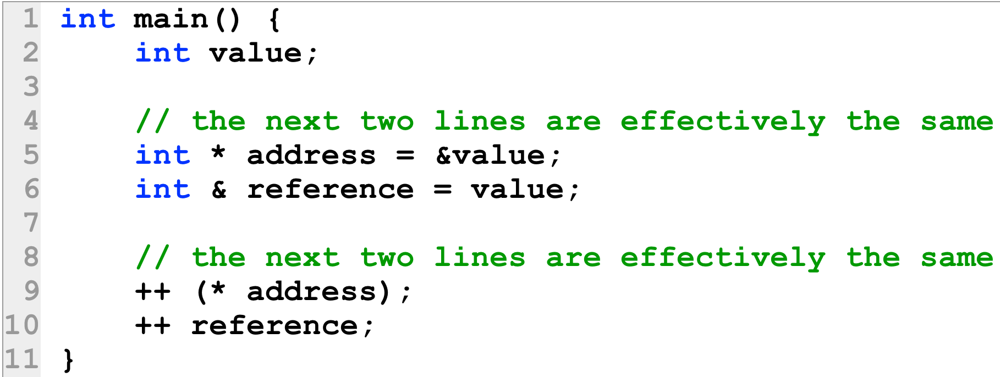 1 int main() {
2     int value;
3
4     // the next two lines are effectively the same
5     int * address = &value;
6     int & reference = value;
7
8     // the next two lines are effectively the same
9     ++ (* address);
10     ++ reference;
11 }